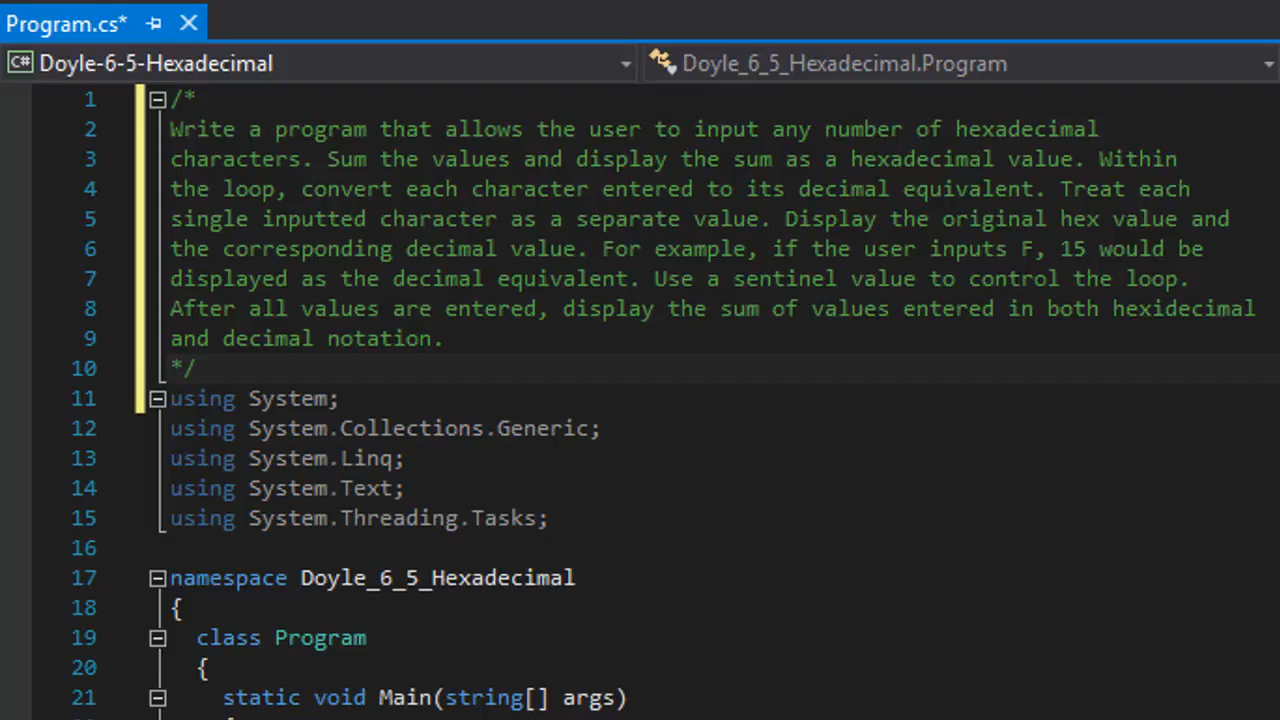 Program.cs*
C# Doyle-6-5-Hexadecimal Doyle_6_5_Hexadecimal.Program
1 /*
2 Write a program that allows the user to input any number of hexadecimal
3 characters. Sum the values and display the sum as a hexadecimal value. Within
4 the loop, convert each character entered to its decimal equivalent. Treat each
5 single inputted character as a separate value. Display the original hex value and
6 the corresponding decimal value. For example, if the user inputs F, 15 would be
7 displayed as the decimal equivalent. Use a sentinel value to control the loop.
8 After all values are entered, display the sum of values entered in both hexidecimal
9 and decimal notation.
10 */
11 using System;
12 using System.Collections.Generic;
13 using System.Linq;
14 using System.Text;
15 using System.Threading.Tasks;
16
17 namespace Doyle_6_5_Hexadecimal
18 {
19 class Program
20 {
21 static void Main(string[] args)